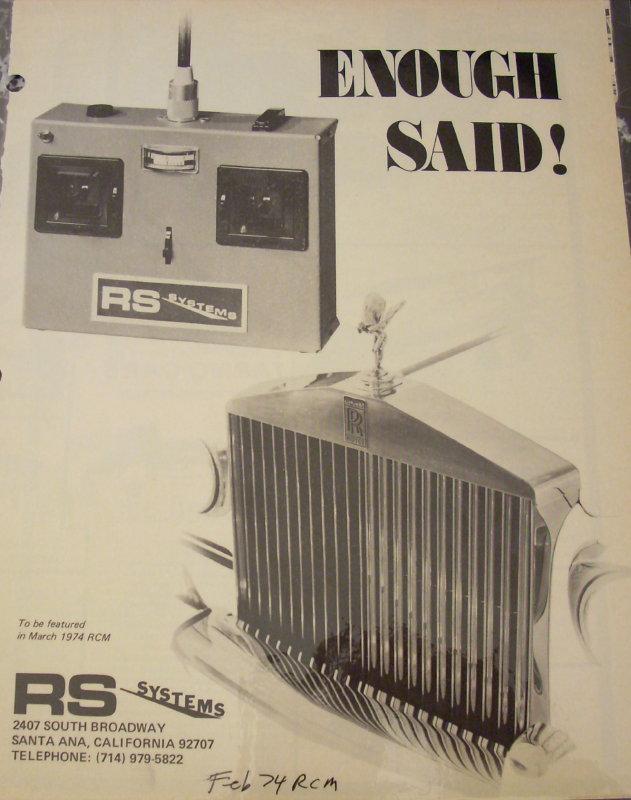 ENOUGH
SAID!
RS SYSTEMS
RR
To be featured
in March 1974 RCM
RS SYSTEMS
2407 SOUTH BROADWAY
SANTA ANA, CALIFORNIA 92707
TELEPHONE: (714) 979-5822
Feb 74 Rcm